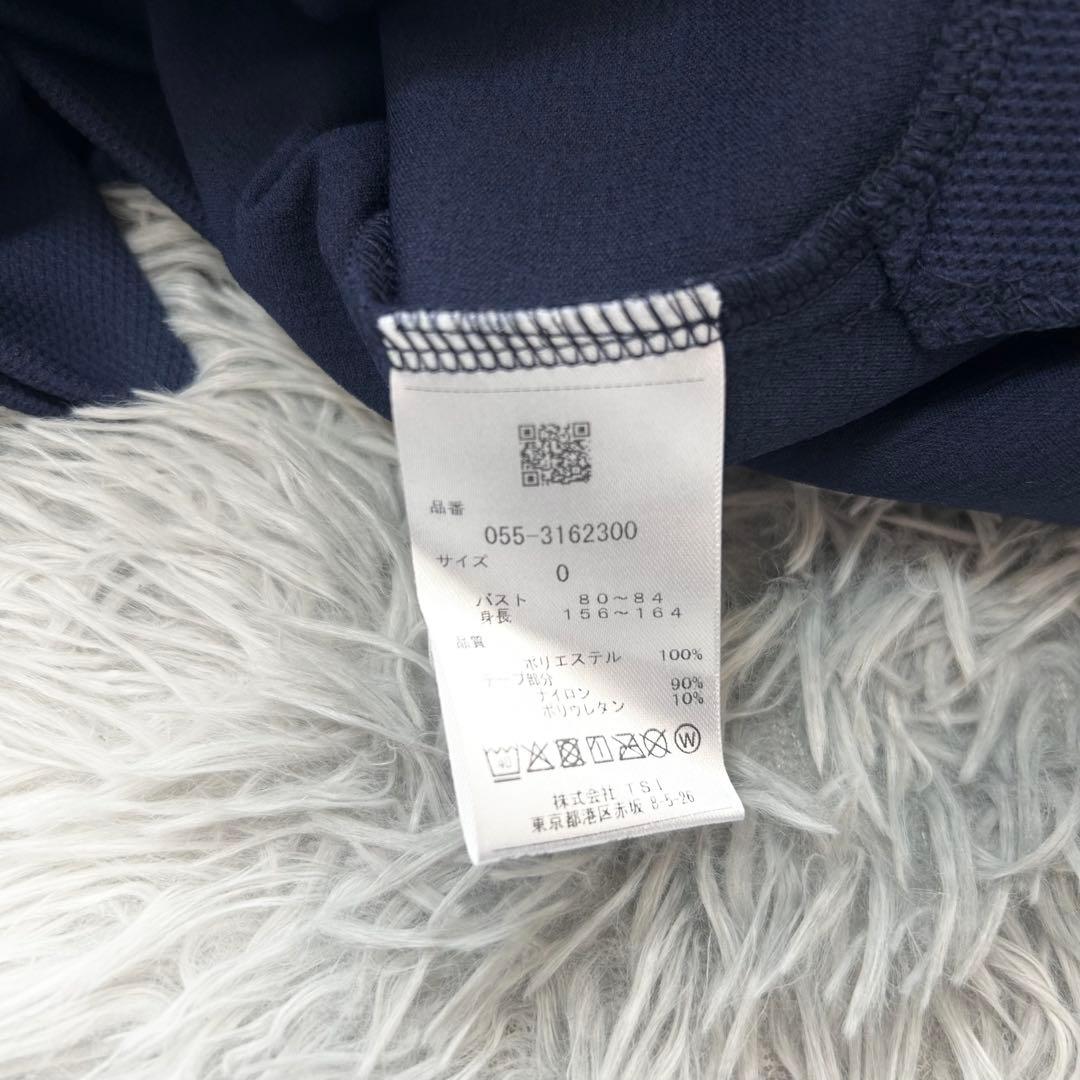 品番
055-3162300
サイズ
0
バスト 80～84
身長 156～164
品質
ポリエステル 100%
テープ部分
ナイロン 90%
ポリウレタン 10%
40
W
株式会社 TSI
東京都港区赤坂 8-5-26